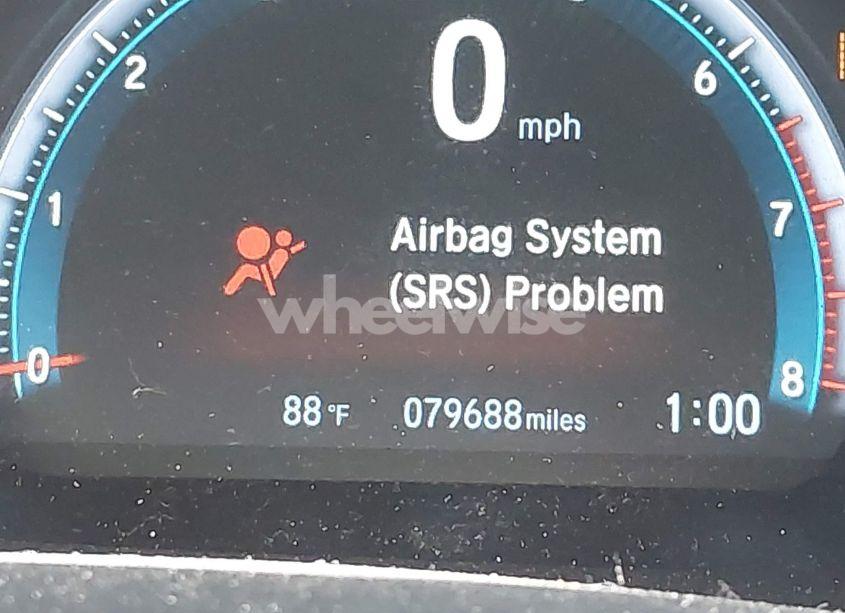 0
mph
2
6
1
7
Airbag System
(SRS) Problem
wheelwise
0
8
88°F 079688 miles 1:00